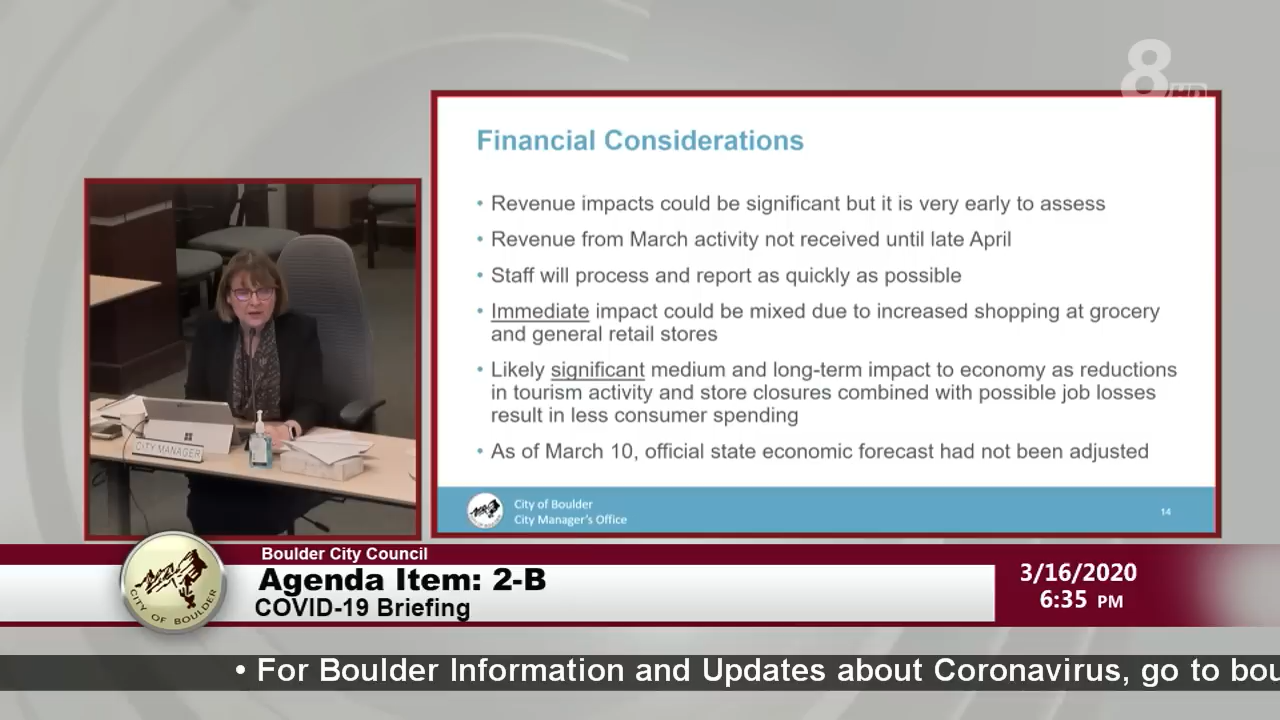 8
HD
Financial Considerations
• Revenue impacts could be significant but it is very early to assess
• Revenue from March activity not received until late April
• Staff will process and report as quickly as possible
• Immediate impact could be mixed due to increased shopping at grocery
and general retail stores
• Likely significant medium and long-term impact to economy as reductions
in tourism activity and store closures combined with possible job losses
result in less consumer spending
• As of March 10, official state economic forecast had not been adjusted
City of Boulder
City Manager's Office
14
CITY MANAGER
Boulder City Council
Agenda Item: 2-B
COVID-19 Briefing
CITY OF BOULDER
3/16/2020
6:35 PM
• For Boulder Information and Updates about Coronavirus, go to bou